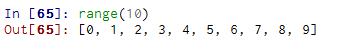 In [65]: range(10)
Out[65]: [0, 1, 2, 3, 4, 5, 6, 7, 8, 9]